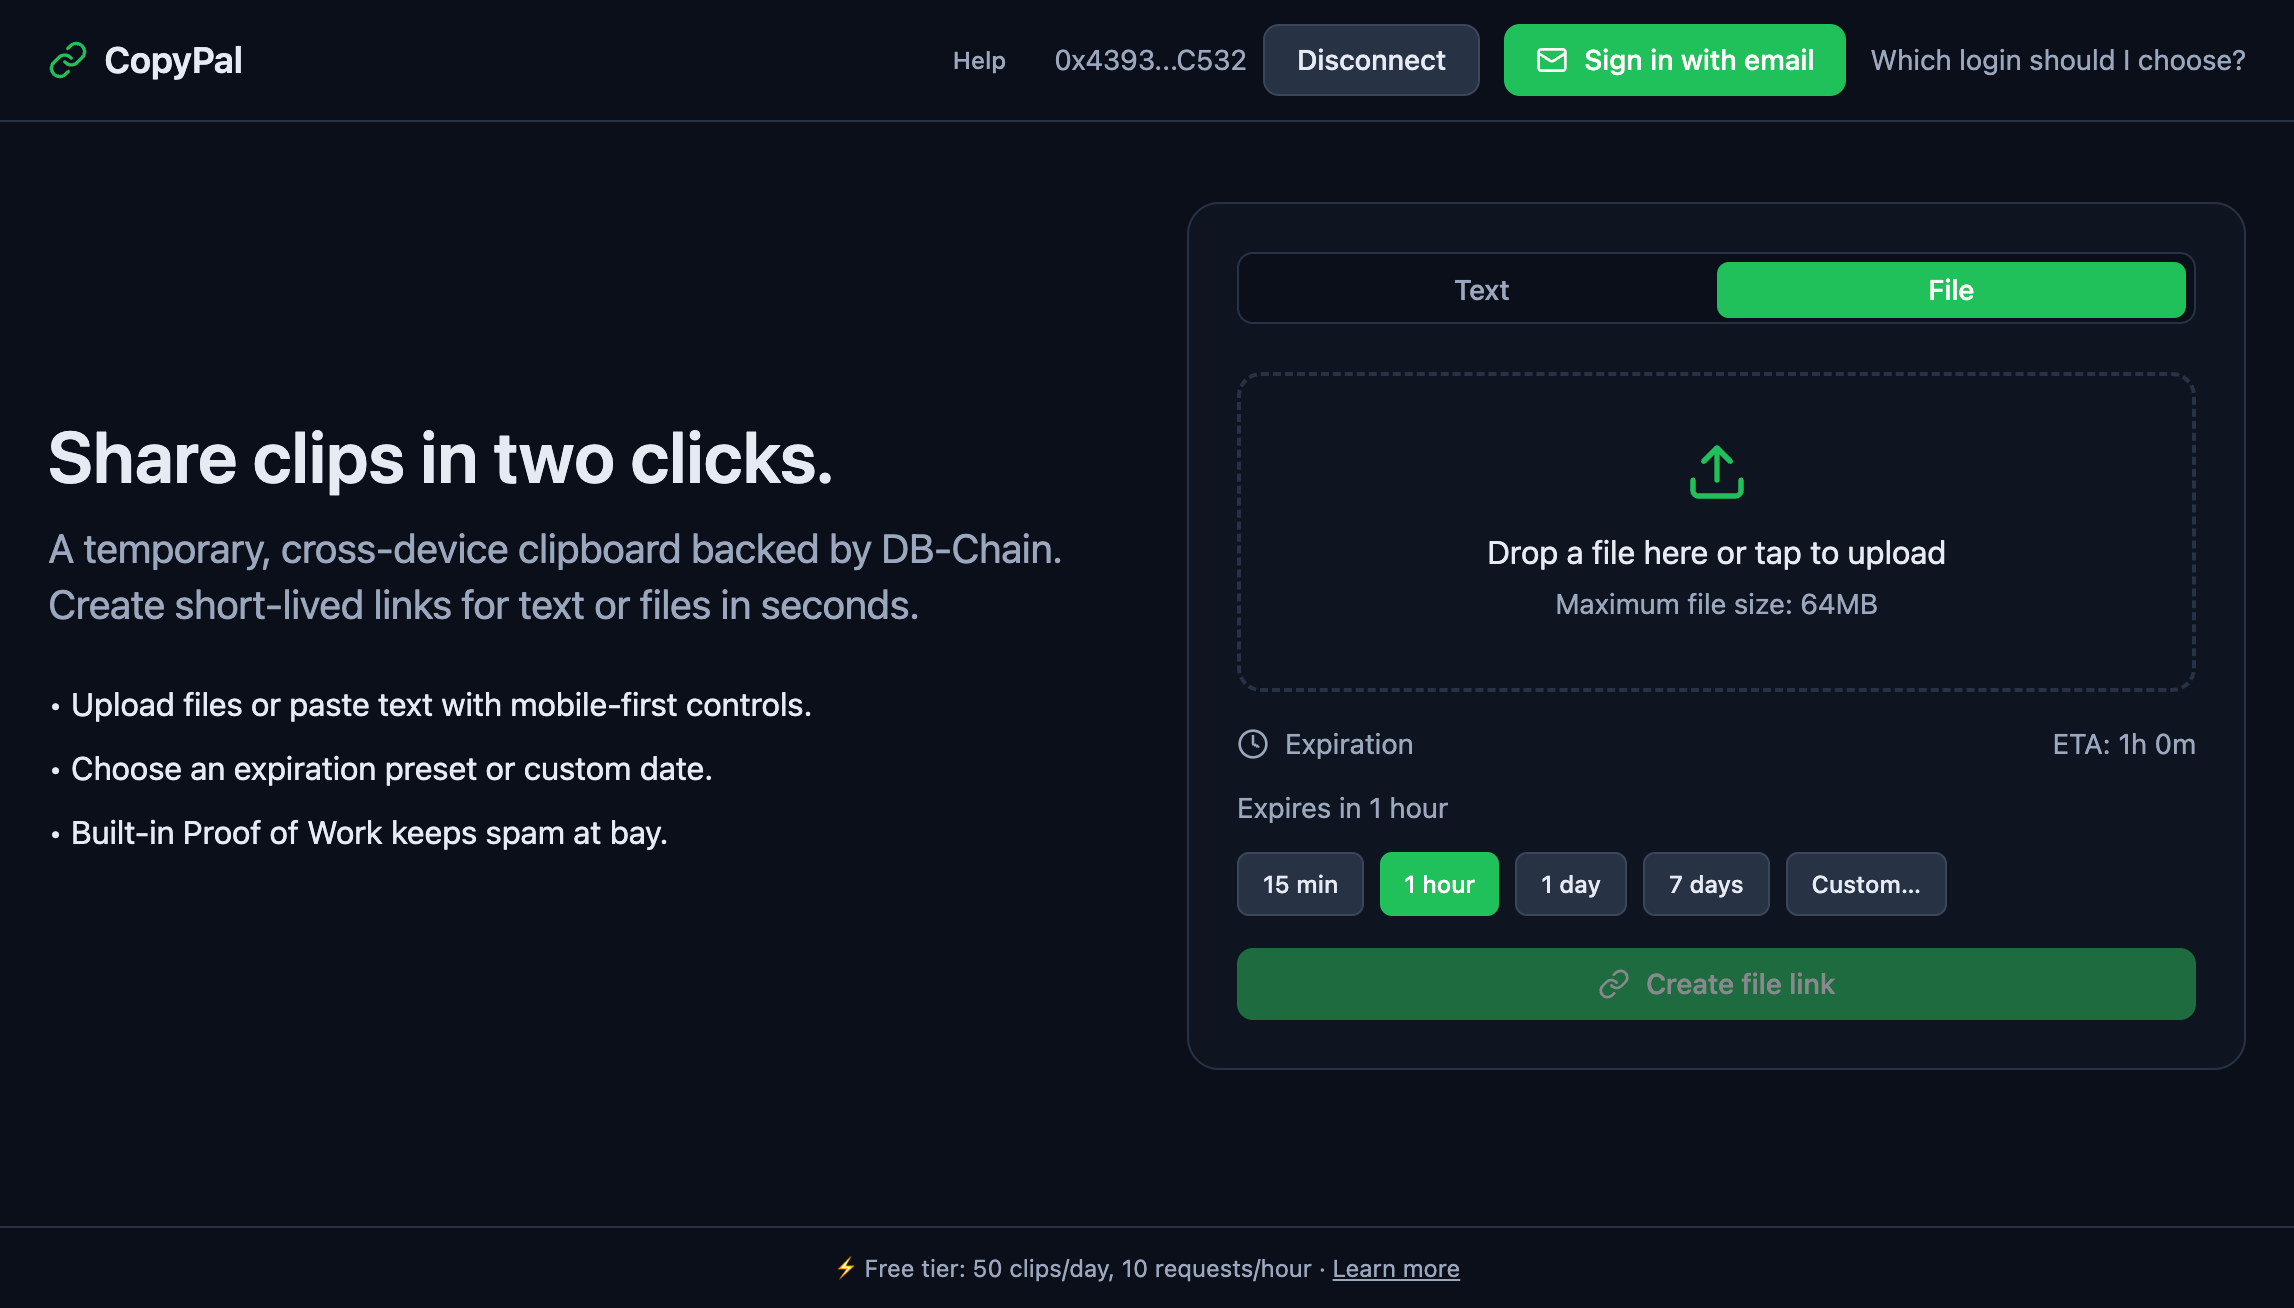 CopyPal
Help
0x4393...C532
Disconnect
Sign in with email
Which login should I choose?
Share clips in two clicks.
A temporary, cross-device clipboard backed by DB-Chain.
Create short-lived links for text or files in seconds.
• Upload files or paste text with mobile-first controls.
• Choose an expiration preset or custom date.
• Built-in Proof of Work keeps spam at bay.
Text
File
Drop a file here or tap to upload
Maximum file size: 64MB
Expiration
ETA: 1h 0m
Expires in 1 hour
15 min
1 hour
1 day
7 days
Custom...
Create file link
⚡ Free tier: 50 clips/day, 10 requests/hour · Learn more